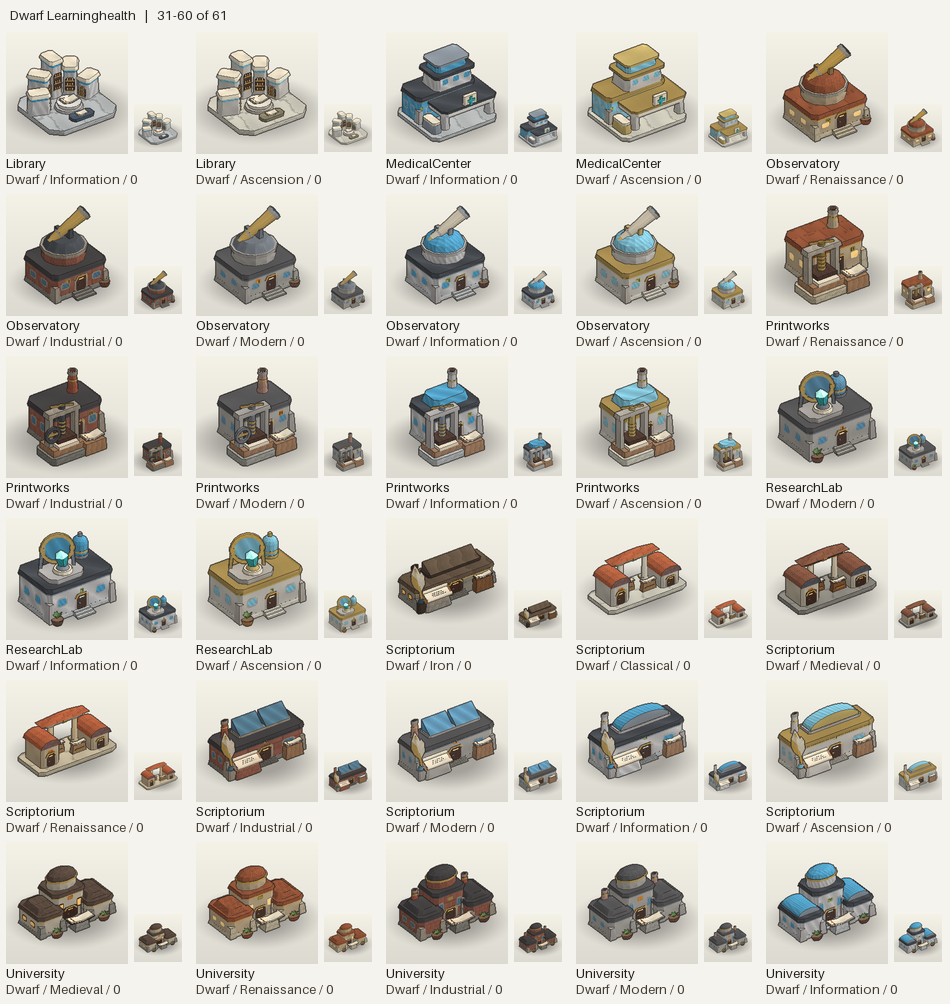 Dwarf Learninghealth | 31-60 of 61
Library
Dwarf / Information / 0
Library
Dwarf / Ascension / 0
MedicalCenter
Dwarf / Information / 0
MedicalCenter
Dwarf / Ascension / 0
Observatory
Dwarf / Renaissance / 0
Observatory
Dwarf / Industrial / 0
Observatory
Dwarf / Modern / 0
Observatory
Dwarf / Information / 0
Observatory
Dwarf / Ascension / 0
Printworks
Dwarf / Renaissance / 0
Printworks
Dwarf / Industrial / 0
Printworks
Dwarf / Modern / 0
Printworks
Dwarf / Information / 0
Printworks
Dwarf / Ascension / 0
ResearchLab
Dwarf / Modern / 0
ResearchLab
Dwarf / Information / 0
ResearchLab
Dwarf / Ascension / 0
Scriptorium
Dwarf / Iron / 0
Scriptorium
Dwarf / Classical / 0
Scriptorium
Dwarf / Medieval / 0
Scriptorium
Dwarf / Renaissance / 0
Scriptorium
Dwarf / Industrial / 0
Scriptorium
Dwarf / Modern / 0
Scriptorium
Dwarf / Information / 0
Scriptorium
Dwarf / Ascension / 0
University
Dwarf / Medieval / 0
University
Dwarf / Renaissance / 0
University
Dwarf / Industrial / 0
University
Dwarf / Modern / 0
University
Dwarf / Information / 0